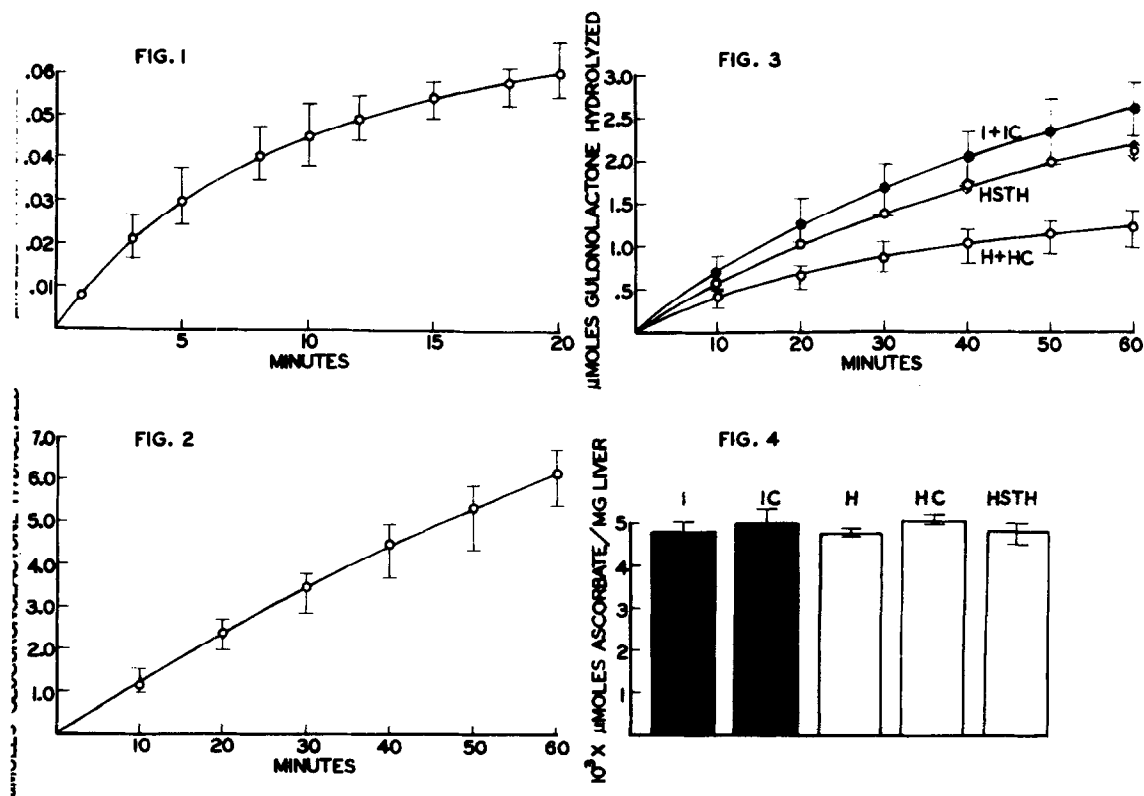 FIG. 1
.06
.05
.04
.03
.02
.01
5
10
15
20
MINUTES
FIG. 3
µMOLES GULONOLACTONE HYDROLYZED
3.0
2.5
2.0
1.5
1.0
.5
I+IC
HSTH
H+HC
10
20
30
40
50
60
MINUTES
FIG. 2
7.0
6.0
5.0
4.0
3.0
2.0
1.0
10
20
30
40
50
60
MINUTES
FIG. 4
10³ X µMOLES ASCORBATE/MG LIVER
5
4
3
2
1
I
IC
H
HC
HSTH